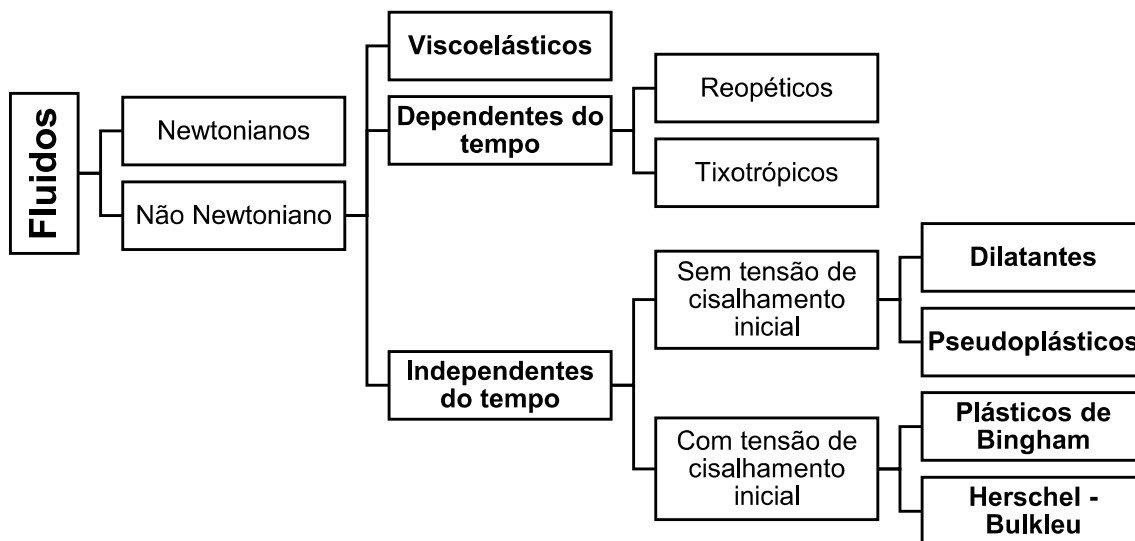 Fluidos
Newtonianos
Não Newtoniano
Viscoelásticos
Dependentes do
tempo
Reopéticos
Tixotrópicos
Independentes
do tempo
Sem tensão de
cisalhamento
inicial
Dilatantes
Pseudoplásticos
Com tensão de
cisalhamento
inicial
Plásticos de
Bingham
Herschel -
Bulkleu